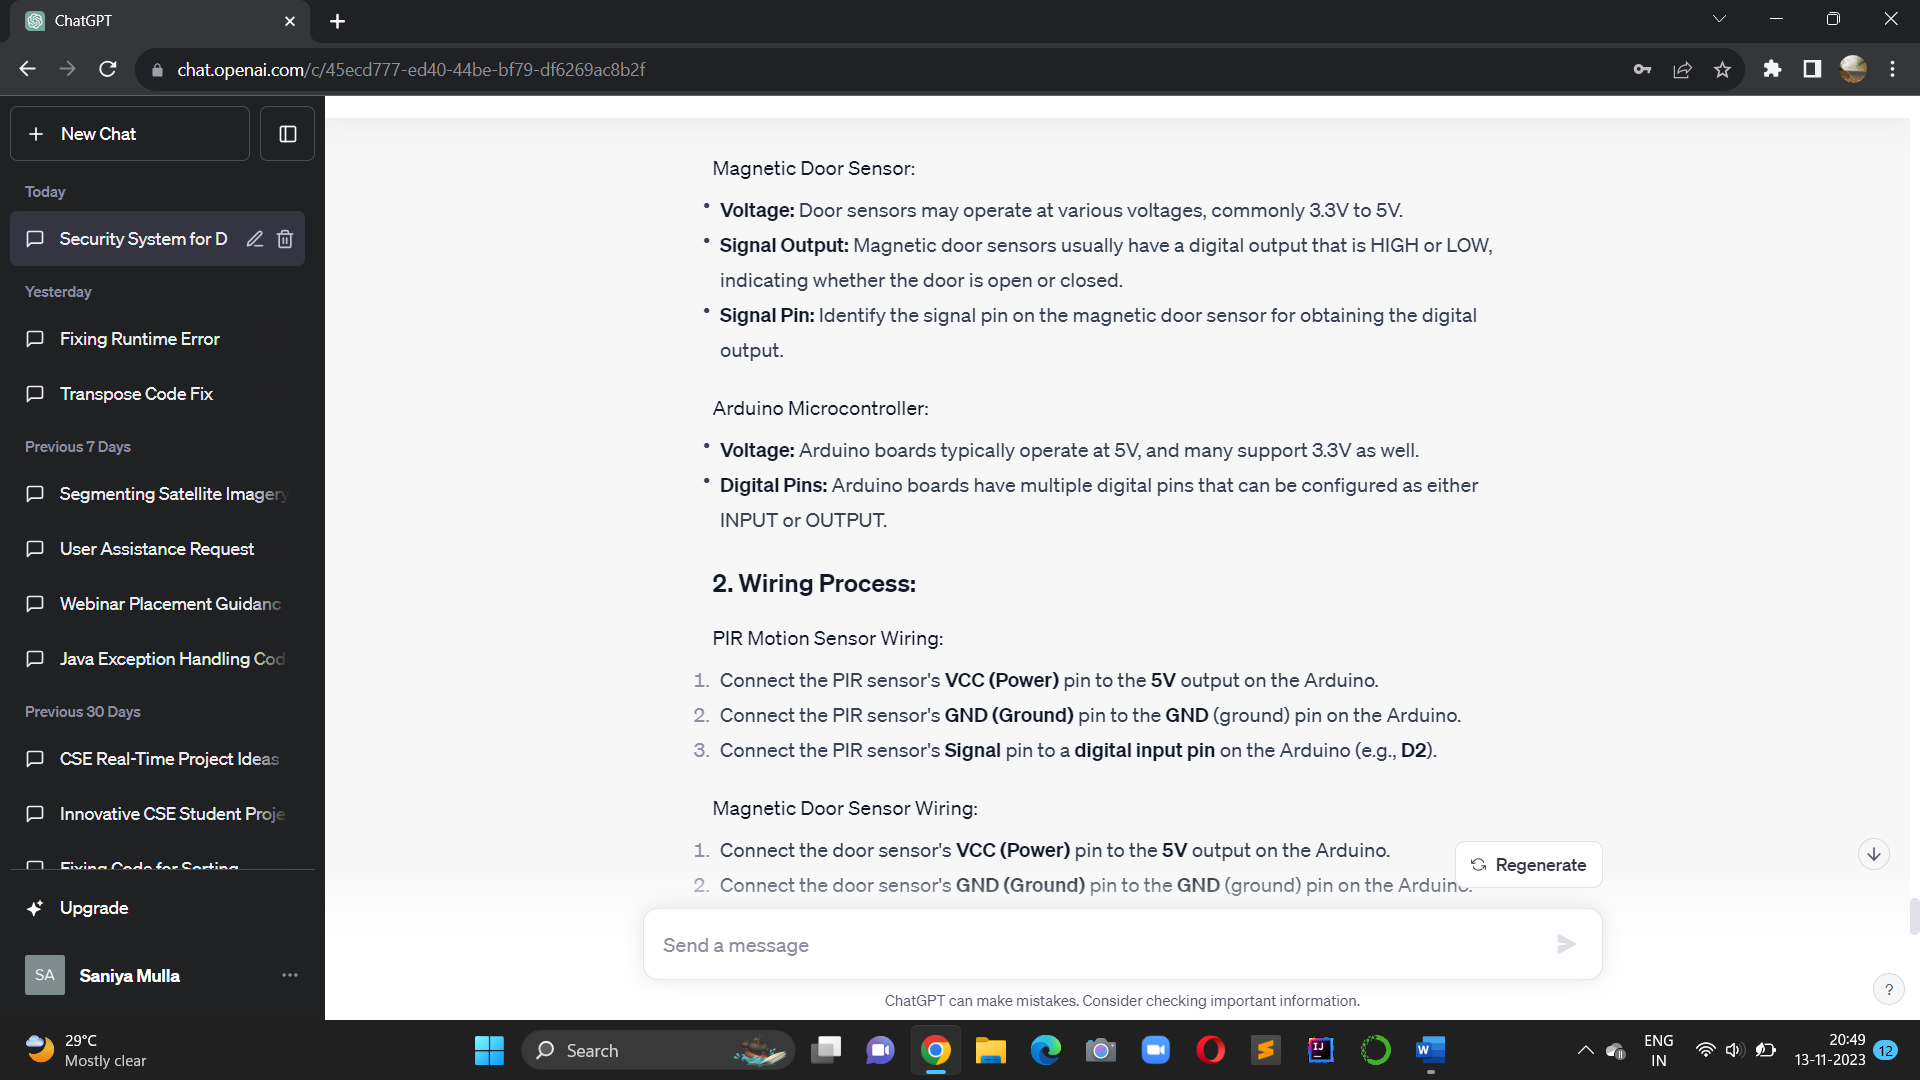 ChatGPT
chat.openai.com/c/45ecd777-ed40-44be-bf79-df6269ac8b2f
New Chat
Today
Security System for D
Yesterday
Fixing Runtime Error
Transpose Code Fix
Previous 7 Days
Segmenting Satellite Imagery
User Assistance Request
Webinar Placement Guidanc
Java Exception Handling Cod
Previous 30 Days
CSE Real-Time Project Ideas
Innovative CSE Student Proje
Fixing Code for Sorting
Upgrade
SA
Saniya Mulla
Magnetic Door Sensor:
• Voltage: Door sensors may operate at various voltages, commonly 3.3V to 5V.
• Signal Output: Magnetic door sensors usually have a digital output that is HIGH or LOW,
indicating whether the door is open or closed.
• Signal Pin: Identify the signal pin on the magnetic door sensor for obtaining the digital
output.
Arduino Microcontroller:
• Voltage: Arduino boards typically operate at 5V, and many support 3.3V as well.
• Digital Pins: Arduino boards have multiple digital pins that can be configured as either
INPUT or OUTPUT.
2. Wiring Process:
PIR Motion Sensor Wiring:
1. Connect the PIR sensor's VCC (Power) pin to the 5V output on the Arduino.
2. Connect the PIR sensor's GND (Ground) pin to the GND (ground) pin on the Arduino.
3. Connect the PIR sensor's Signal pin to a digital input pin on the Arduino (e.g., D2).
Magnetic Door Sensor Wiring:
1. Connect the door sensor's VCC (Power) pin to the 5V output on the Arduino.
2. Connect the door sensor's GND (Ground) pin to the GND (ground) pin on the Arduino.
Regenerate
Send a message
ChatGPT can make mistakes. Consider checking important information.
?
29°C
Mostly clear
Search
IJ
W
ENG
IN
20:49
13-11-2023
12